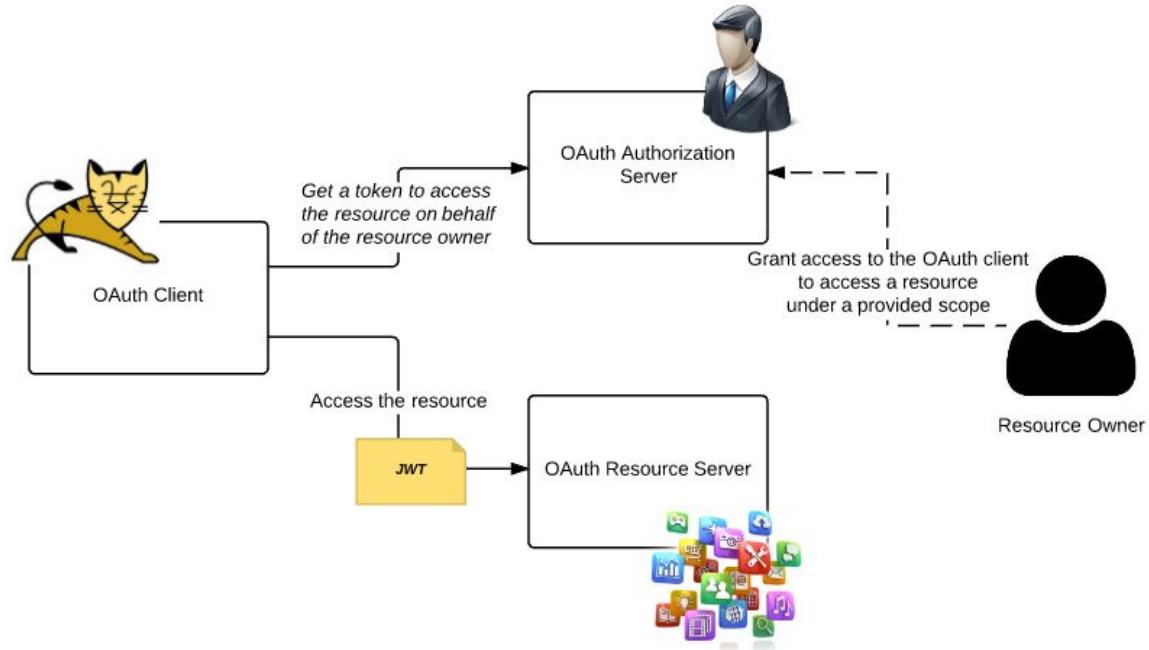 OAuth Authorization
Server
Get a token to access
the resource on behalf
of the resource owner
OAuth Client
Grant access to the OAuth client
to access a resource
under a provided scope
Access the resource
Resource Owner
JWT
OAuth Resource Server